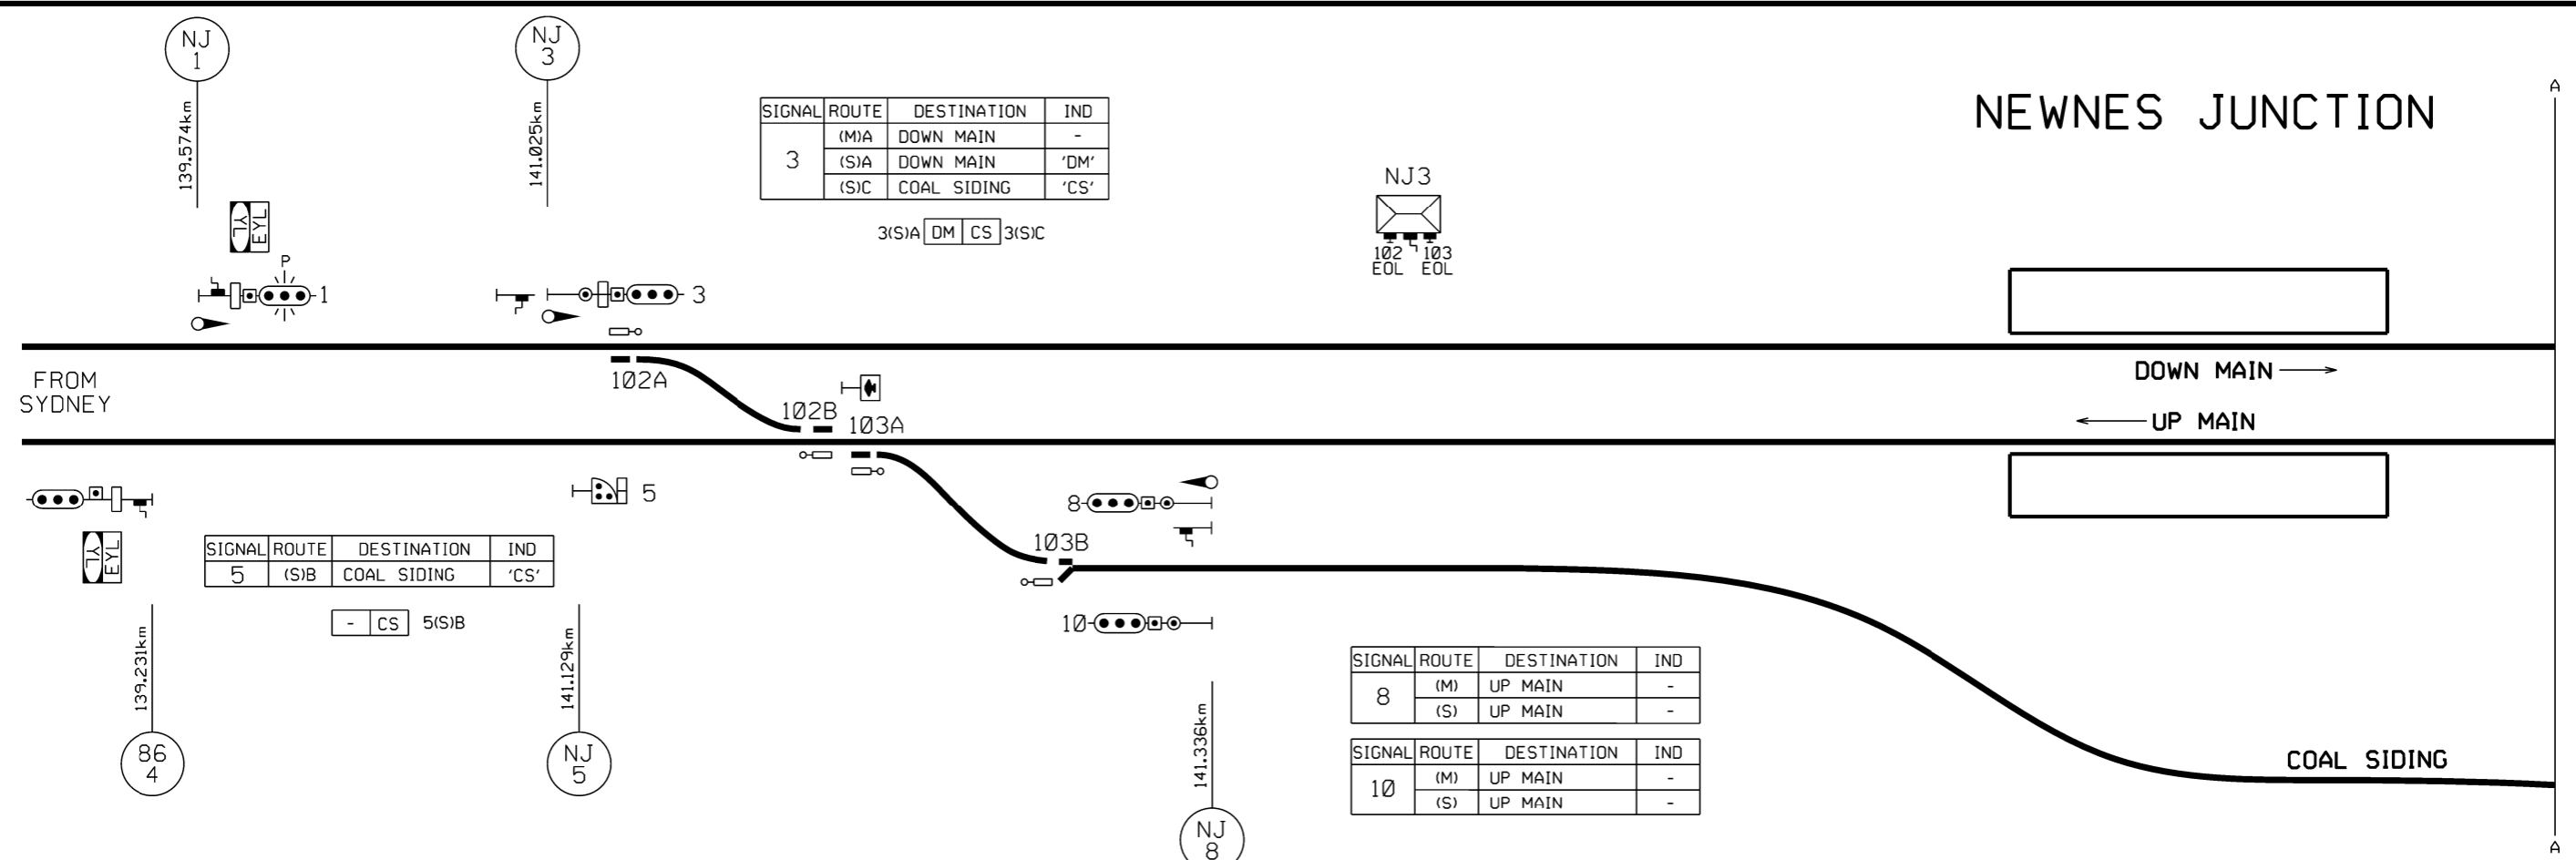 NJ
1
139.574km
NJ
3
141.025km
SIGNAL ROUTE DESTINATION IND
3 (M)A DOWN MAIN -
(S)A DOWN MAIN 'DM'
(S)C COAL SIDING 'CS'
3(S)A DM CS 3(S)C
NEWNES JUNCTION
A
NJ3
102 103
EOL EOL
YL
EYL
P
1
3
FROM
SYDNEY
102A
102B
103A
DOWN MAIN
UP MAIN
5
8
103B
10
YL
EYL
SIGNAL ROUTE DESTINATION IND
5 (S)B COAL SIDING 'CS'
- CS 5(S)B
139.231km
86
4
141.129km
NJ
5
141.336km
NJ
8
SIGNAL ROUTE DESTINATION IND
8 (M) UP MAIN -
(S) UP MAIN -
SIGNAL ROUTE DESTINATION IND
10 (M) UP MAIN -
(S) UP MAIN -
COAL SIDING
A